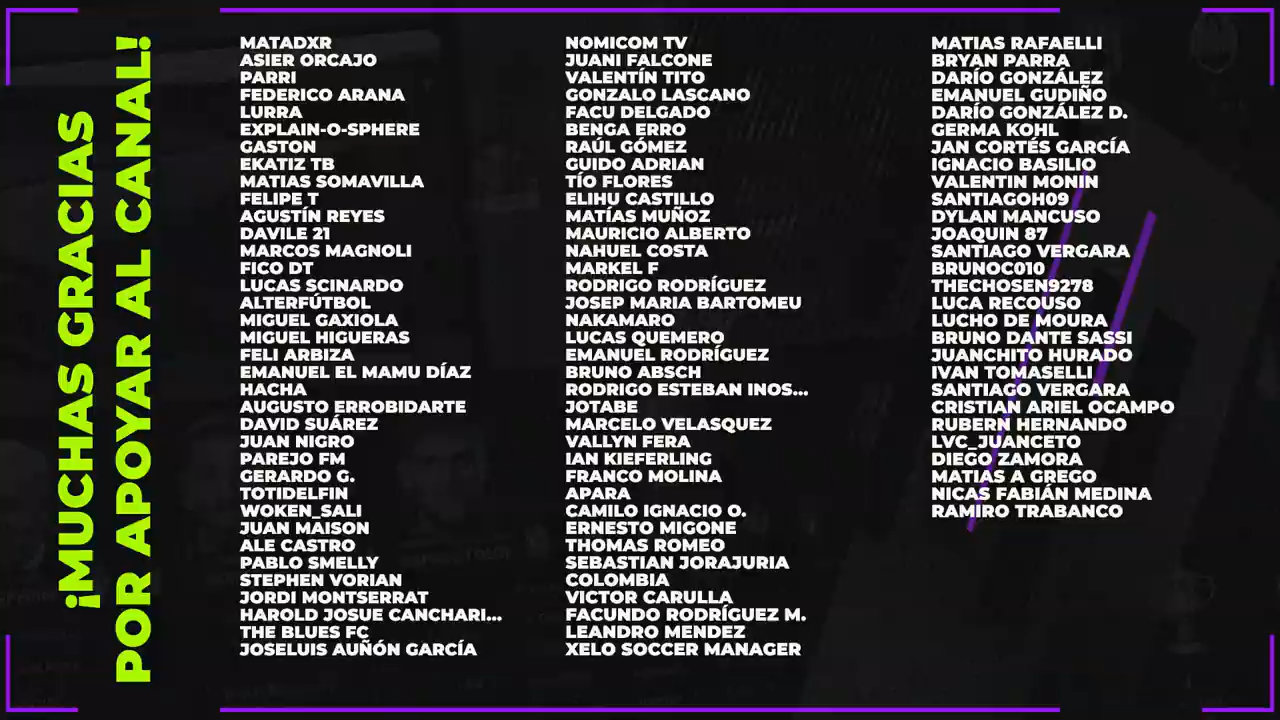 ¡MUCHAS GRACIAS
POR APOYAR AL CANAL!
MATADXR
ASIER ORCAJO
PARRI
FEDERICO ARANA
LURRA
EXPLAIN-O-SPHERE
GASTON
EKATIZ TB
MATIAS SOMAVILLA
FELIPE T
AGUSTÍN REYES
DAVILE 21
MARCOS MAGNOLI
FICO DT
LUCAS SCINARDO
ALTERFÚTBOL
MIGUEL GAXIOLA
MIGUEL HIGUERAS
FELI ARBIZA
EMANUEL EL MAMU DÍAZ
HACHA
AUGUSTO ERROBIDARTE
DAVID SUÁREZ
JUAN NIGRO
PAREJO FM
GERARDO G.
TOTIDELFIN
WOKEN_SALI
JUAN MAISON
ALE CASTRO
PABLO SMELLY
STEPHEN VORIAN
JORDI MONTSERRAT
HAROLD JOSUE CANCHARI...
THE BLUES FC
JOSELUIS AUÑÓN GARCÍA
NOMICOM TV
JUANI FALCONE
VALENTÍN TITO
GONZALO LASCANO
FACU DELGADO
BENGA ERRO
RAÚL GÓMEZ
GUIDO ADRIAN
TÍO FLORES
ELIHU CASTILLO
MATÍAS MUÑOZ
MAURICIO ALBERTO
NAHUEL COSTA
MARKEL F
RODRIGO RODRÍGUEZ
JOSEP MARIA BARTOMEU
NAKAMARO
LUCAS QUEMERO
EMANUEL RODRÍGUEZ
BRUNO ABSCH
RODRIGO ESTEBAN INOS...
JOTABE
MARCELO VELASQUEZ
VALLYN FERA
IAN KIEFERLING
FRANCO MOLINA
APARA
CAMILO IGNACIO O.
ERNESTO MIGONE
THOMAS ROMEO
SEBASTIAN JORAJURIA
COLOMBIA
VICTOR CARULLA
FACUNDO RODRÍGUEZ M.
LEANDRO MENDEZ
XELO SOCCER MANAGER
MATIAS RAFAELLI
BRYAN PARRA
DARÍO GONZÁLEZ
EMANUEL GUDIÑO
DARÍO GONZÁLEZ D.
GERMA KOHL
JAN CORTÉS GARCÍA
IGNACIO BASILIO
VALENTIN MONIN
SANTIAGOH09
DYLAN MANCUSO
JOAQUIN 87
SANTIAGO VERGARA
BRUNOC010
THECHOSEN9278
LUCA RECOUSO
LUCHO DE MOURA
BRUNO DANTE SASSI
JUANCHITO HURADO
IVAN TOMASELLI
SANTIAGO VERGARA
CRISTIAN ARIEL OCAMPO
RUBERN HERNANDO
LVC_JUANCETO
DIEGO ZAMORA
MATIAS A GREGO
NICAS FABIÁN MEDINA
RAMIRO TRABANCO